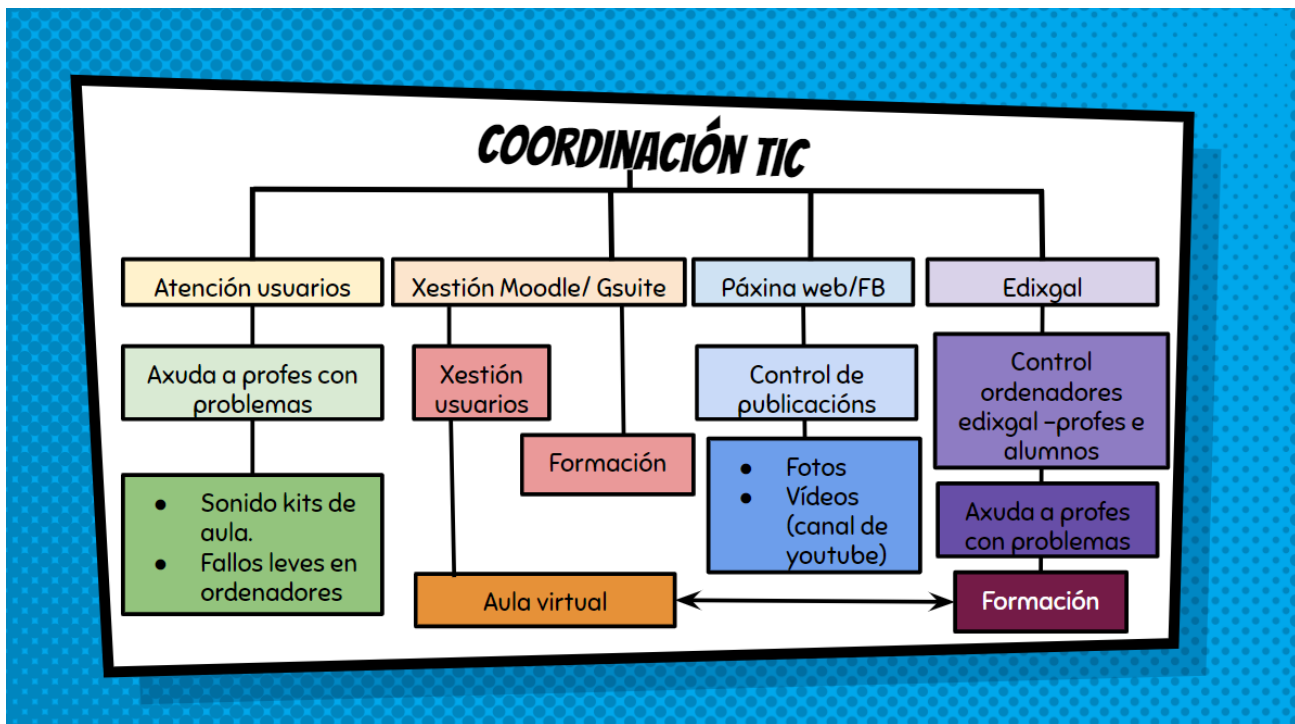 COORDINACIÓN TIC
Atención usuarios
Axuda a profes con
problemas
● Sonido kits de
aula.
● Fallos leves en
ordenadores
Xestión Moodle/ Gsuite
Xestión
usuarios
Formación
Aula virtual
Páxina web/FB
Control de
publicacións
● Fotos
● Vídeos
(canal de
youtube)
Edixgal
Control
ordenadores
edixgal -profes e
alumnos
Axuda a profes
con problemas
Formación